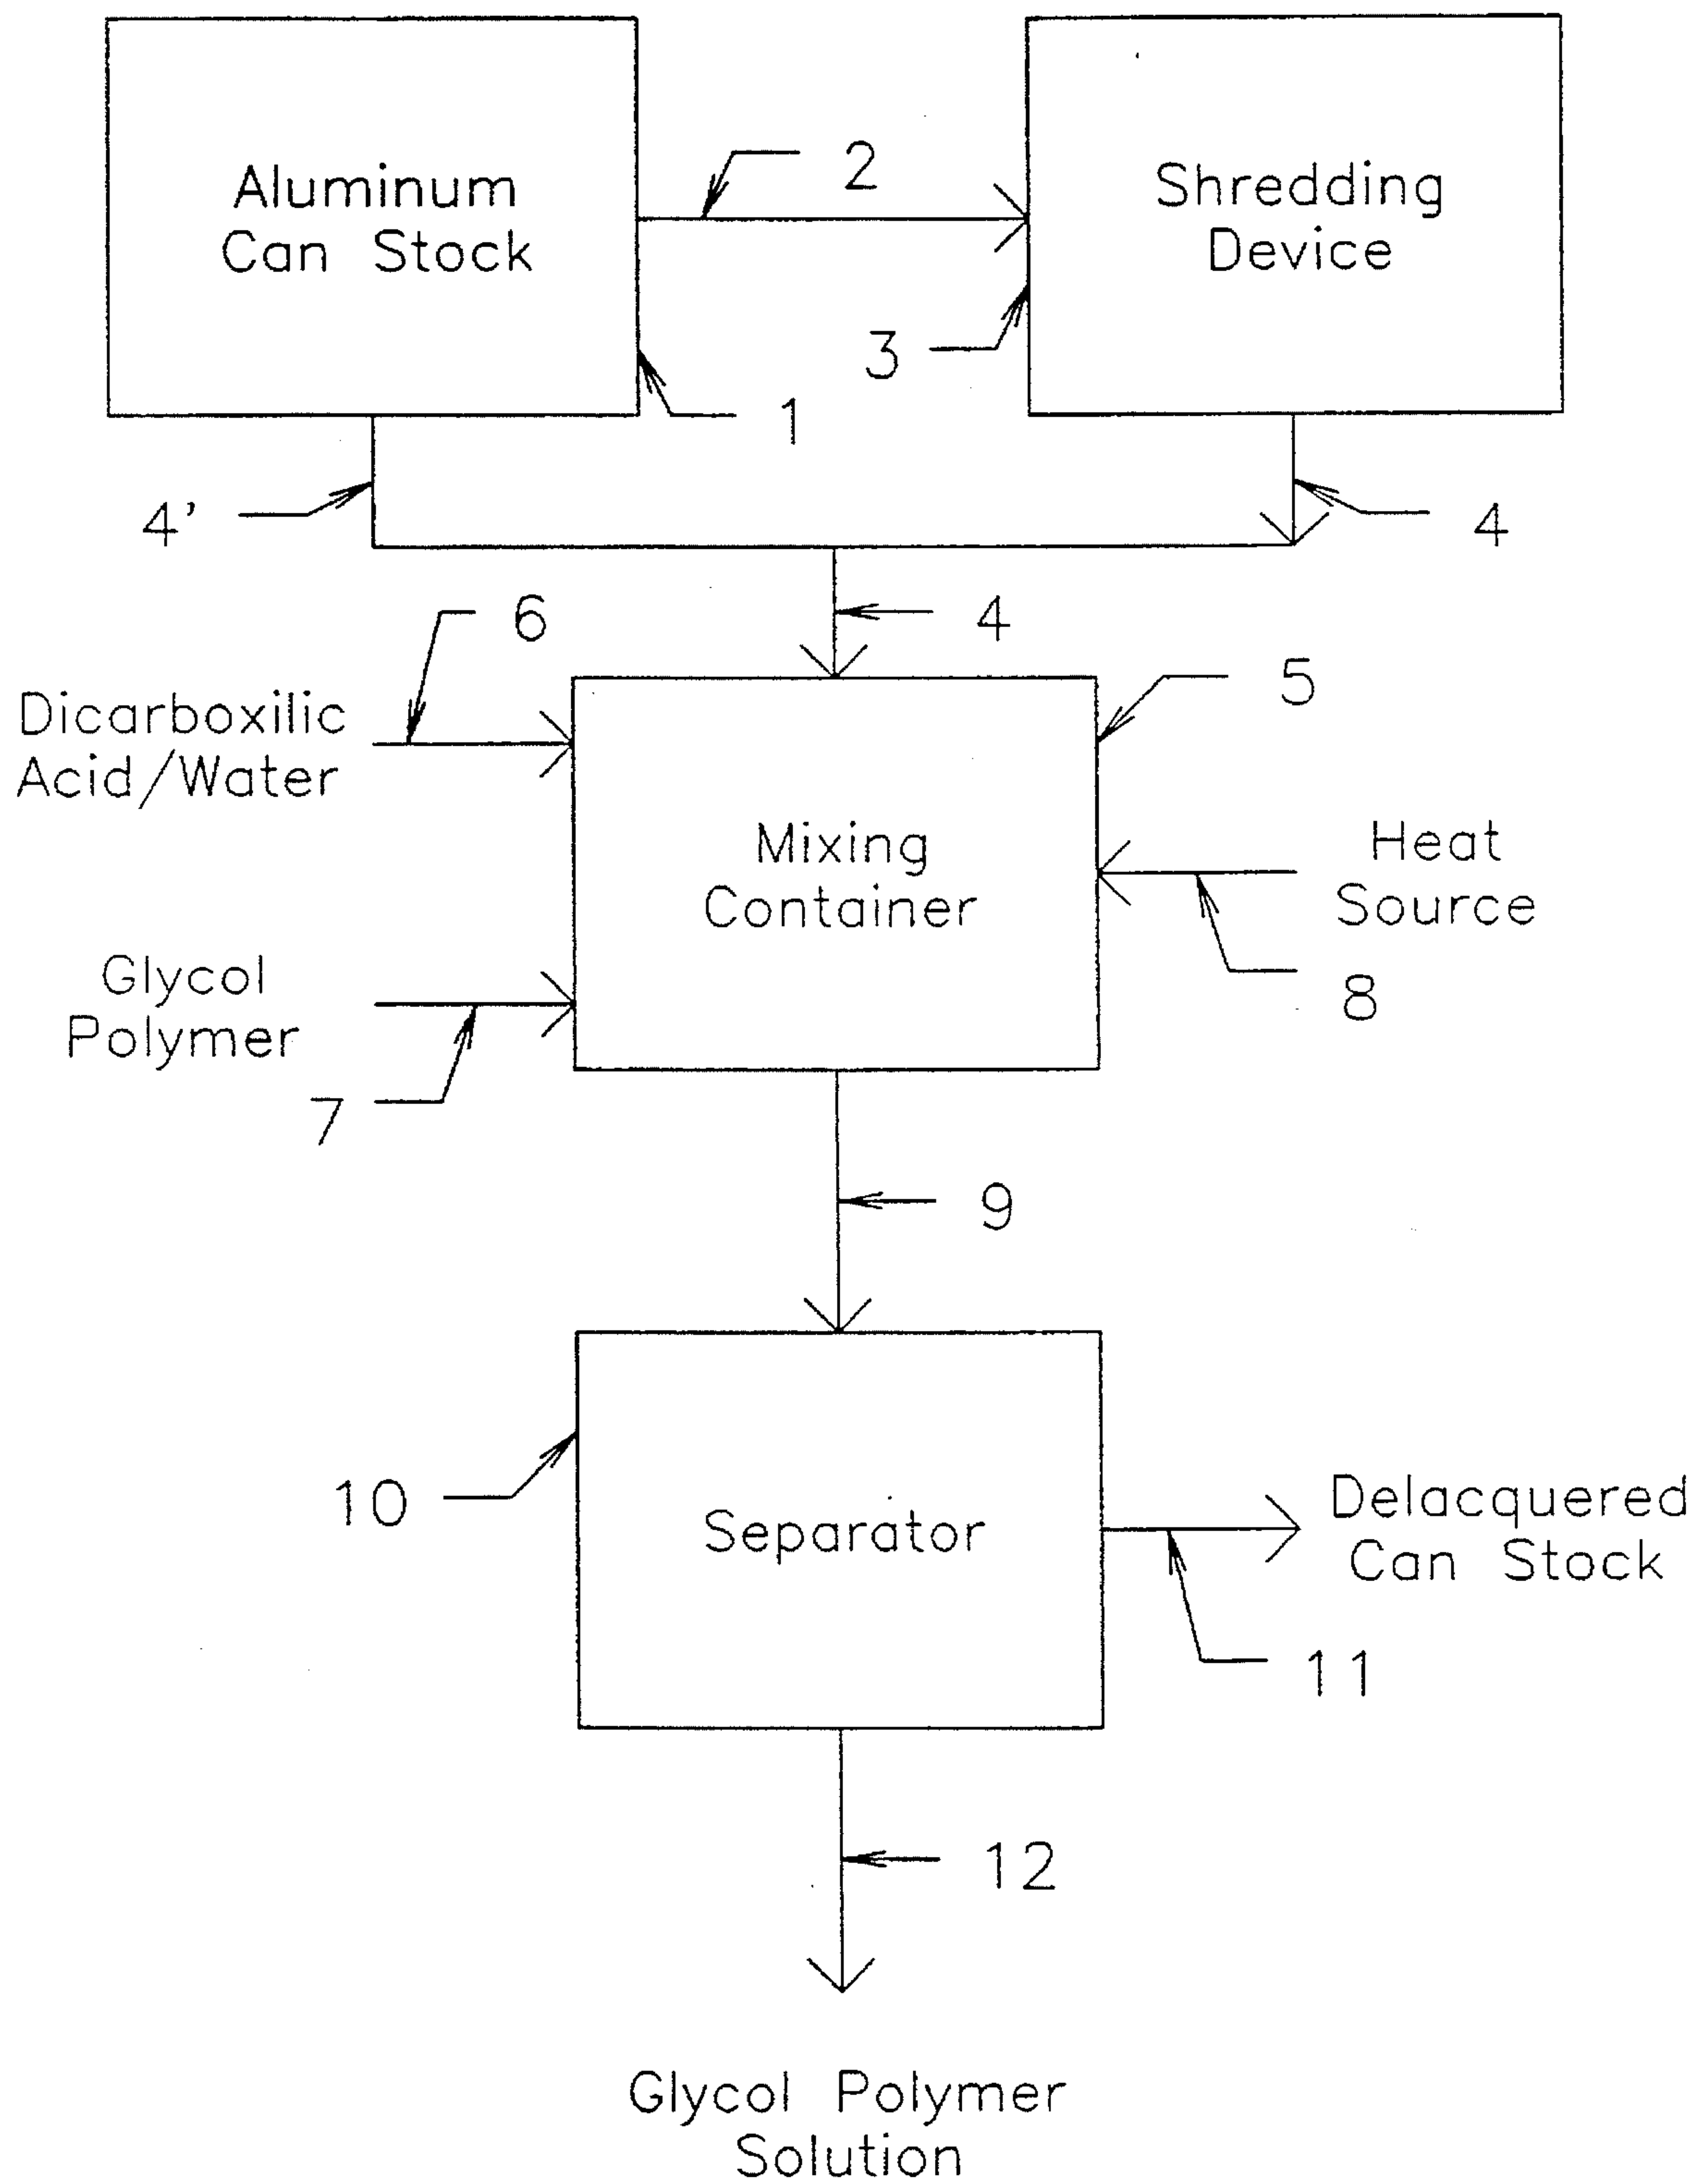 Aluminum
Can Stock
2
Shredding
Device
3
1
4'
4
6
4
5
Dicarboxilic
Acid/Water
Mixing
Container
Heat
Source
8
Glycol
Polymer
7
9
10
Separator
Delacquered
Can Stock
11
12
Glycol Polymer
Solution